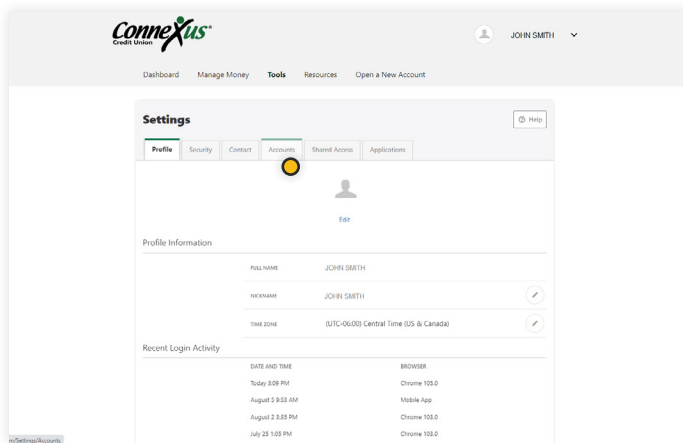 Connexus®
Credit Union
JOHN SMITH
Dashboard Manage Money Tools Resources Open a New Account
Settings
Help
Profile Security Contact Accounts Shared Access Applications
Edit
Profile Information
FULL NAME JOHN SMITH
NICKNAME JOHN SMITH
TIME ZONE (UTC-06:00) Central Time (US & Canada)
Recent Login Activity
DATE AND TIME BROWSER
Today 3:09 PM Chrome 103.0
August 5 9:53 AM Mobile App
August 2 3:35 PM Chrome 103.0
July 25 1:05 PM Chrome 103.0
m/Settings/Accounts